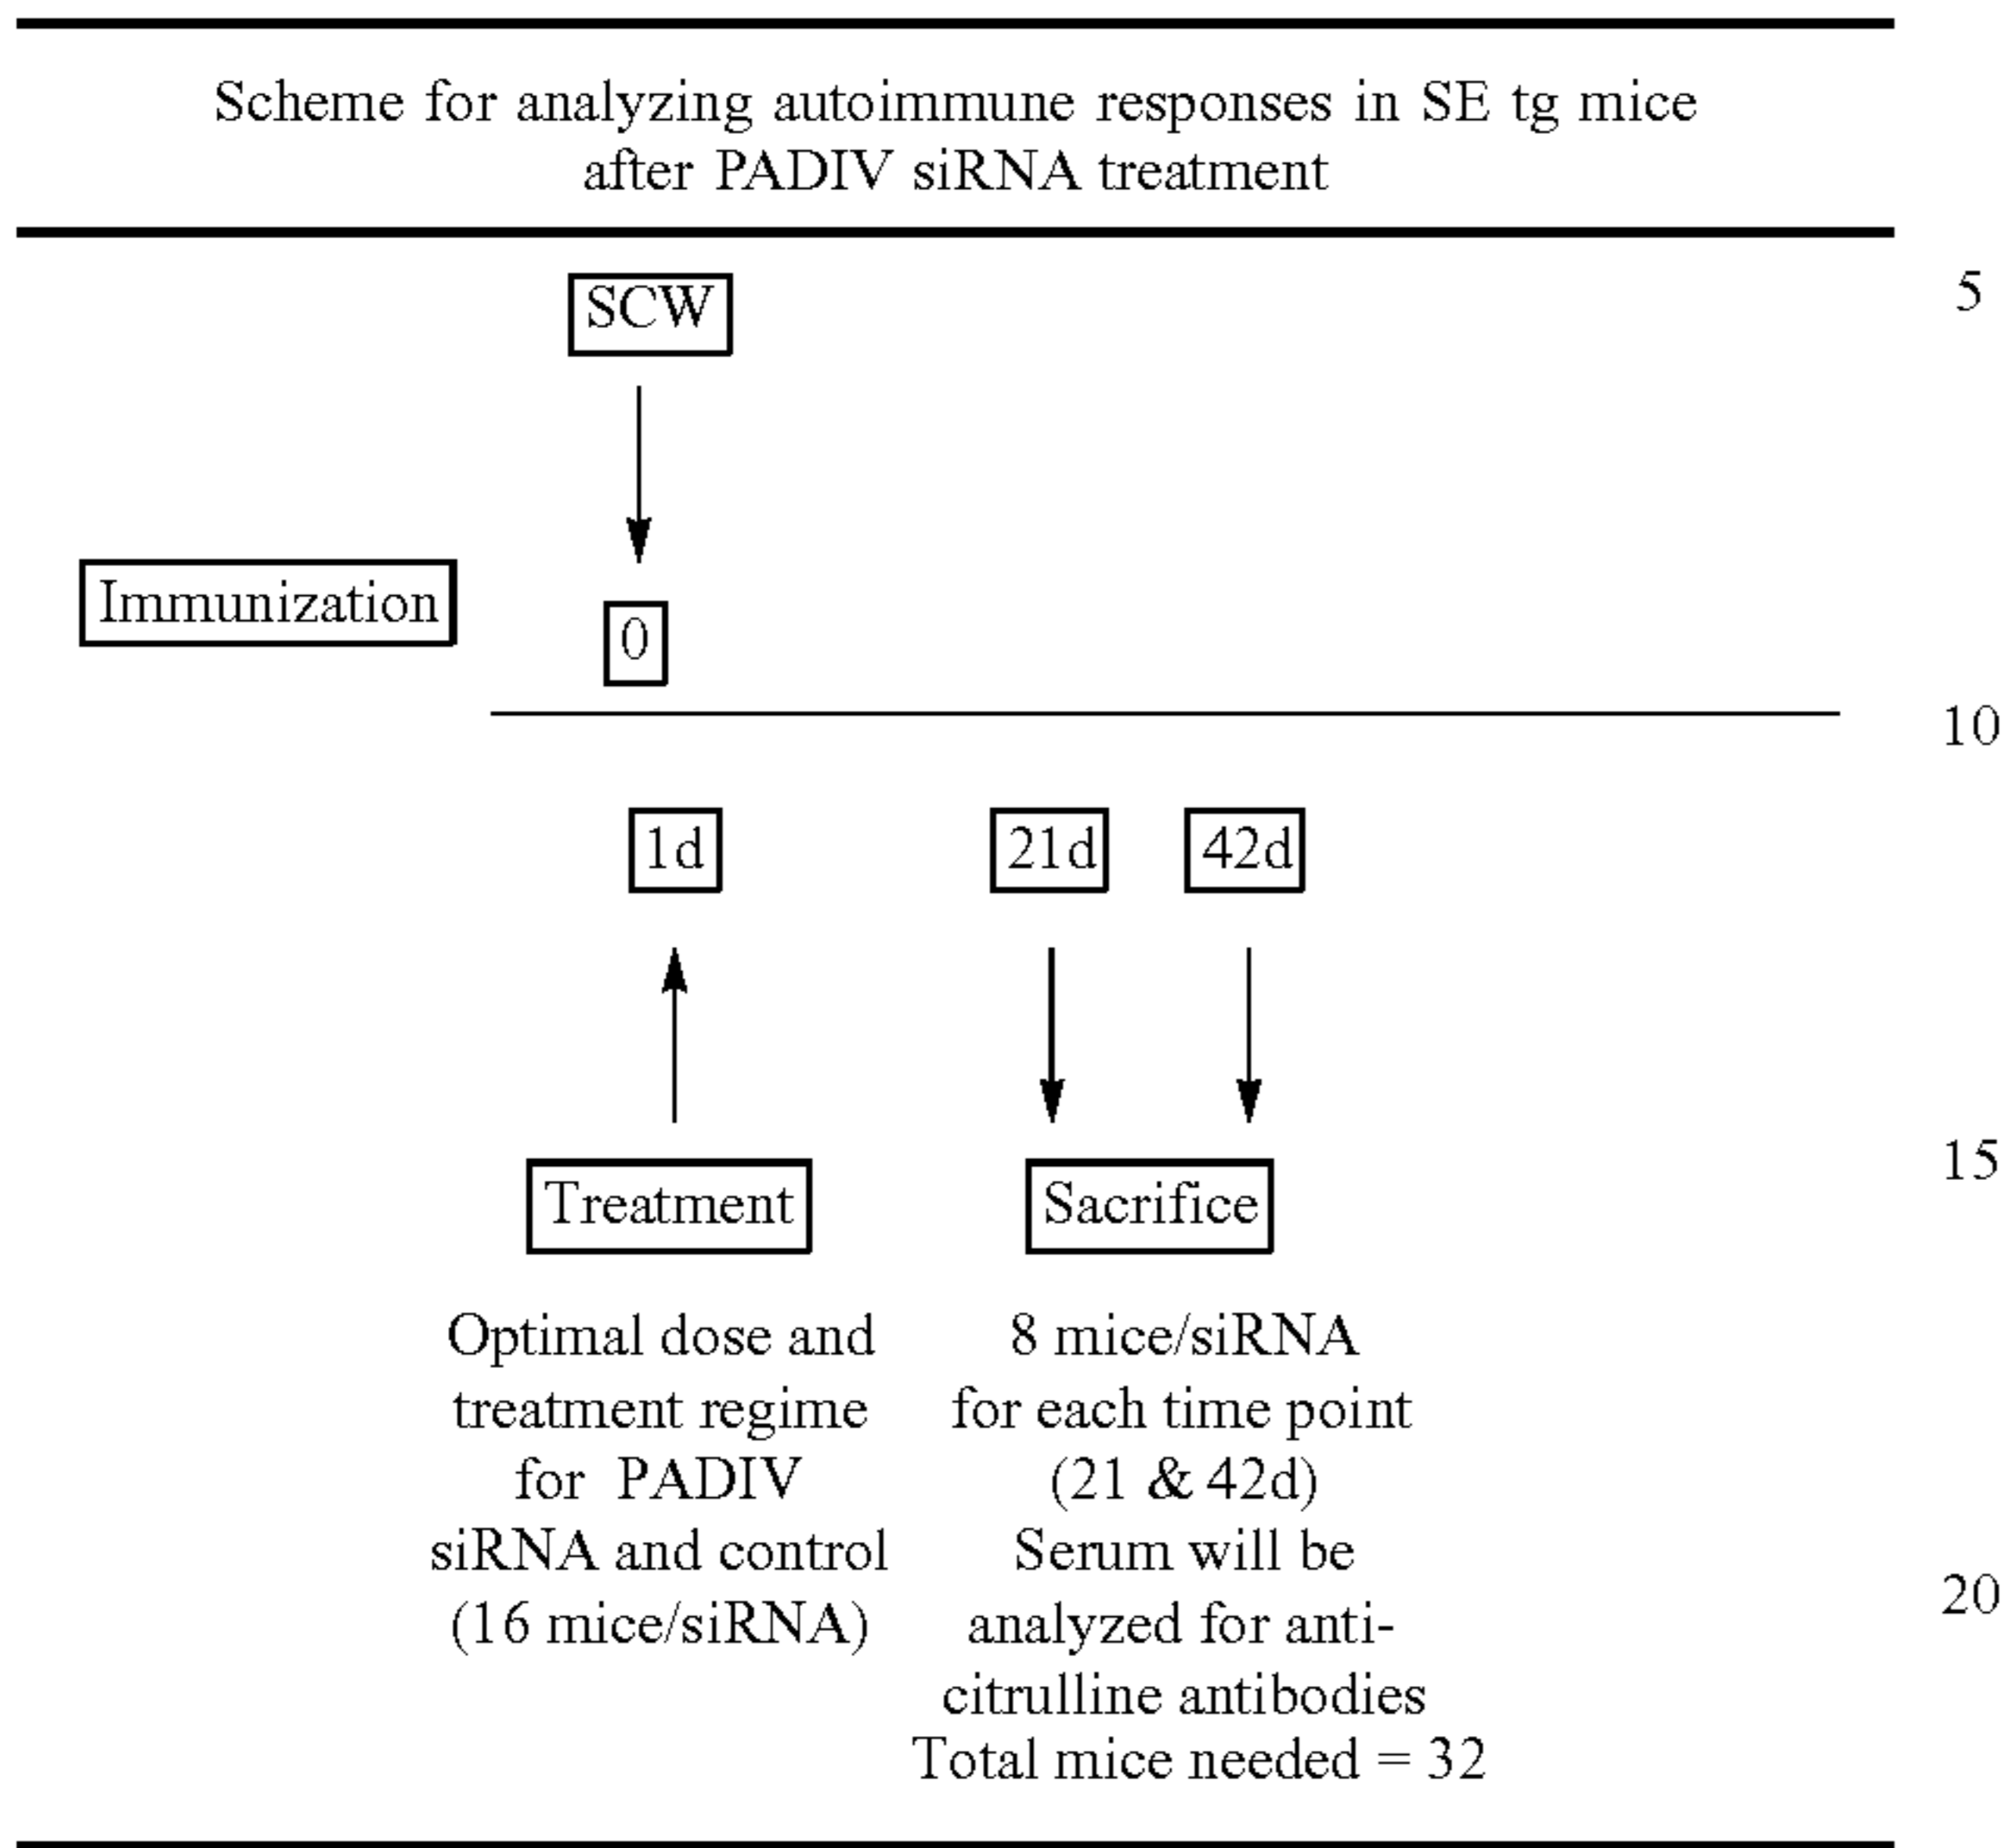 Scheme for analyzing autoimmune responses in SE tg mice
after PADIV siRNA treatment
SCW
5
Immunization
0
10
1d
21d
42d
15
Treatment
Sacrifice
Optimal dose and
treatment regime
for PADIV
siRNA and control
(16 mice/siRNA)
8 mice/siRNA
for each time point
(21 & 42d)
Serum will be
analyzed for anti-
citrulline antibodies
Total mice needed = 32
20